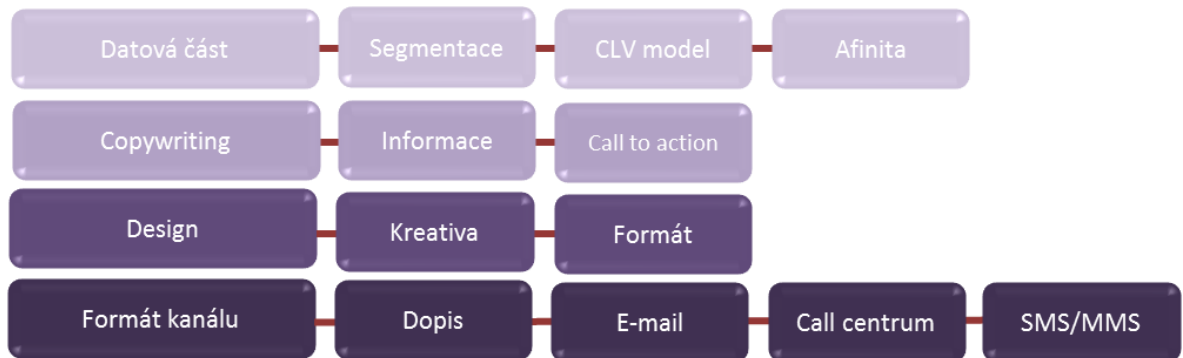 Datová část Segmentace CLV model Afinita
Copywriting Informace Call to action
Design Kreativa Formát
Formát kanálu Dopis E-mail Call centrum SMS/MMS